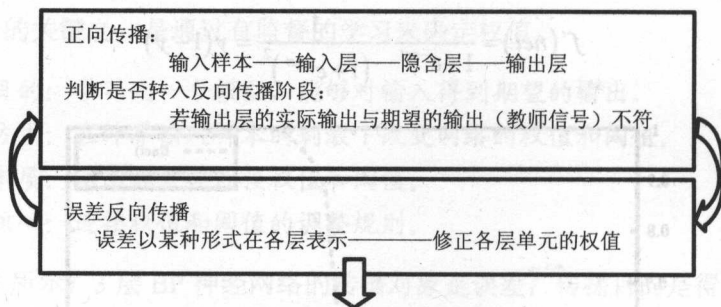 正向传播：
输入样本——输入层——隐含层——输出层
判断是否转入反向传播阶段：
若输出层的实际输出与期望的输出（教师信号）不符
误差反向传播
误差以某种形式在各层表示————修正各层单元的权值